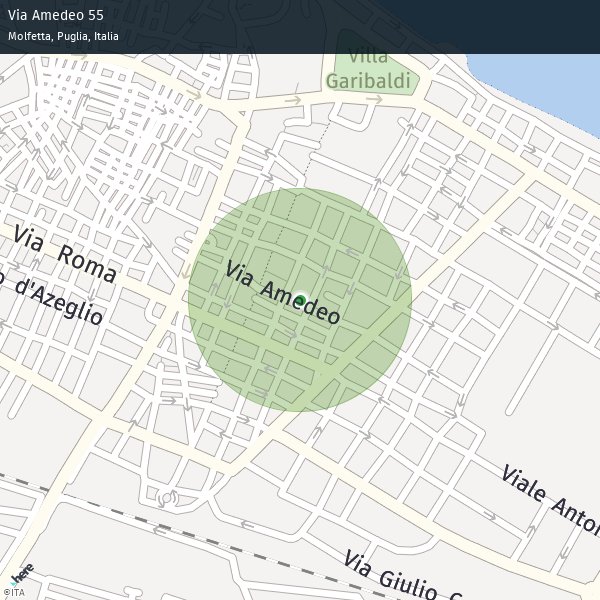 Via Amedeo 55
Molfetta, Puglia, Italia
Villa
Garibaldi
Via Roma
o d'Azeglio
Via Amedeo
Viale Anton
Via Giulio C
here
©ITA